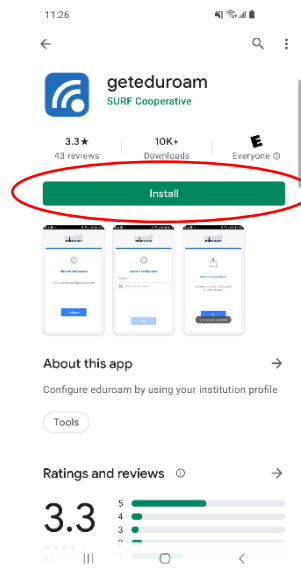 11:26
geteduroam
SURF Cooperative
3.3★ 10K+ E
43 reviews Downloads Everyone
Install
About this app
Configure eduroam by using your institution profile
Tools
Ratings and reviews
3.3
5
4
3